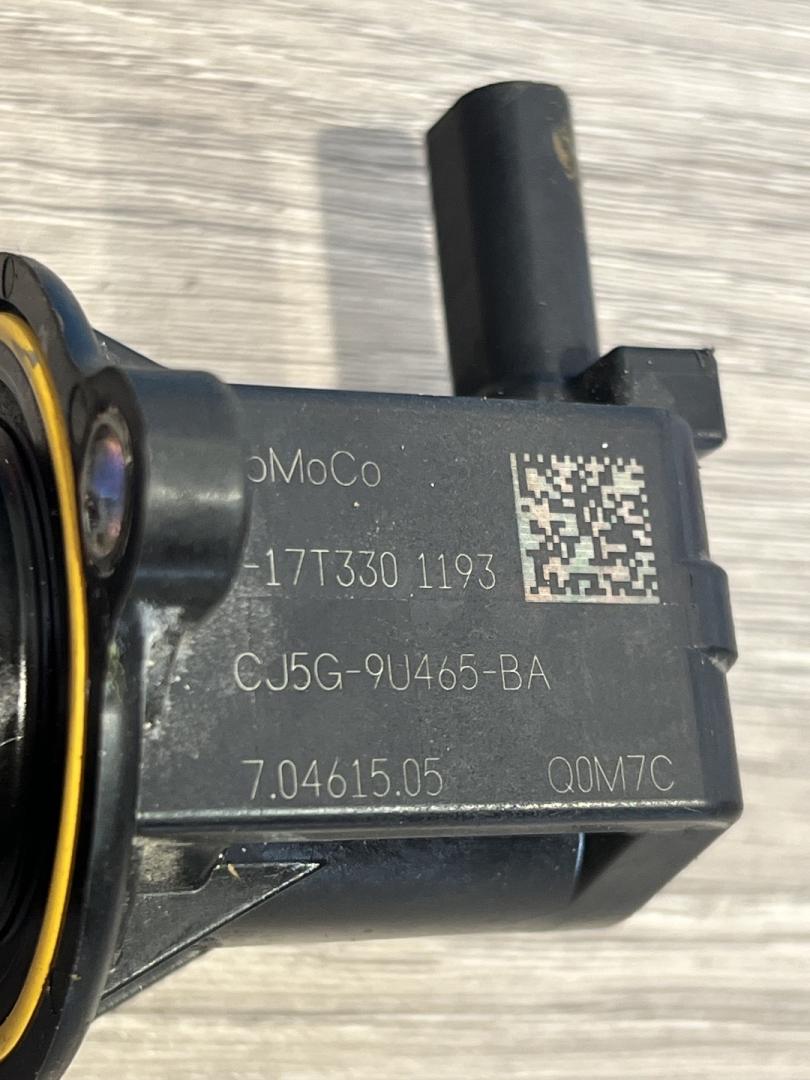 oMoCo
-17T330 1193
CJ5G-9U465-BA
7.04615.05 Q0M7C